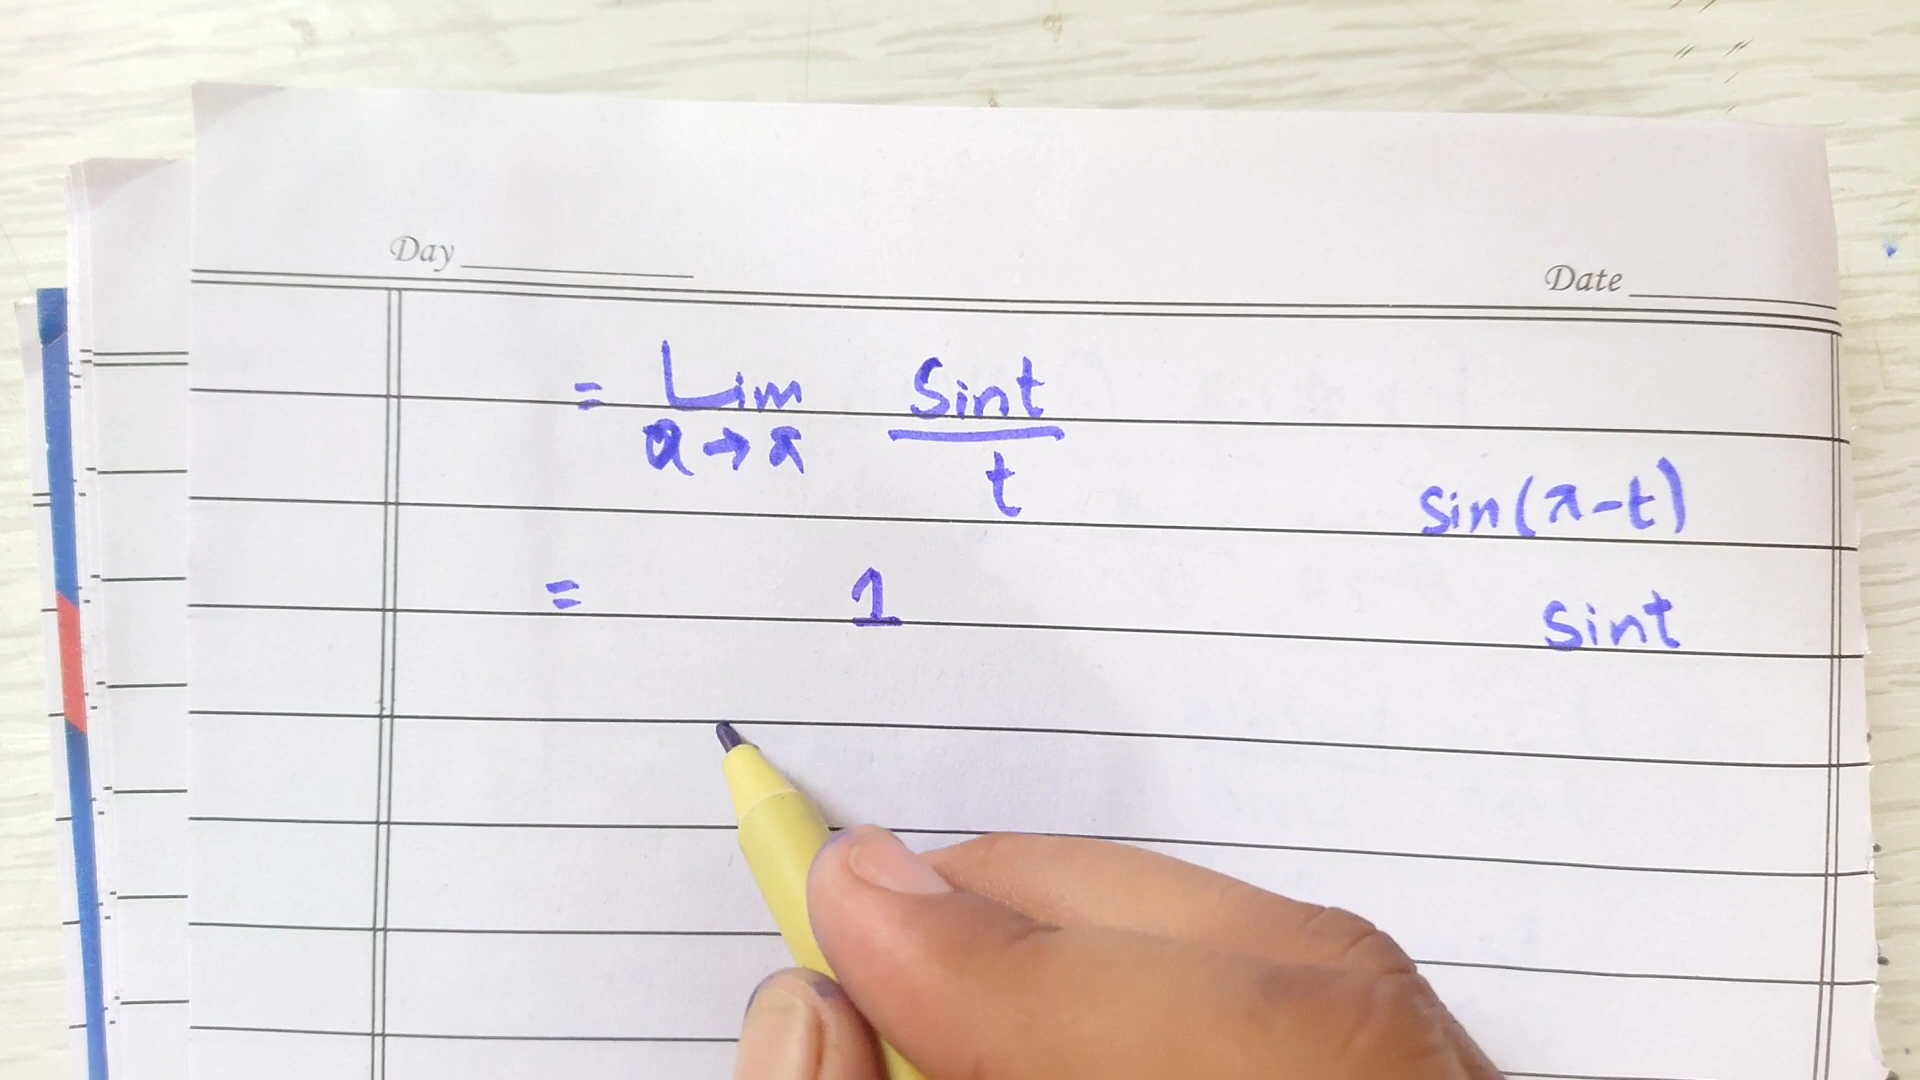 Day Date
= Lim Sint
x→π t
Sin(π-t)
= 1
Sint